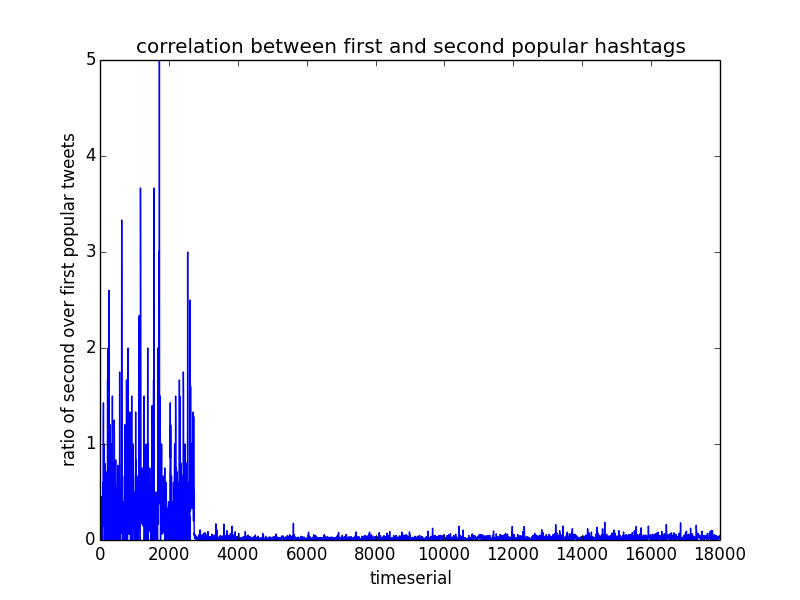 correlation between first and second popular hashtags
5
4
3
2
1
0
ratio of second over first popular tweets
0 2000 4000 6000 8000 10000 12000 14000 16000 18000
timeserial